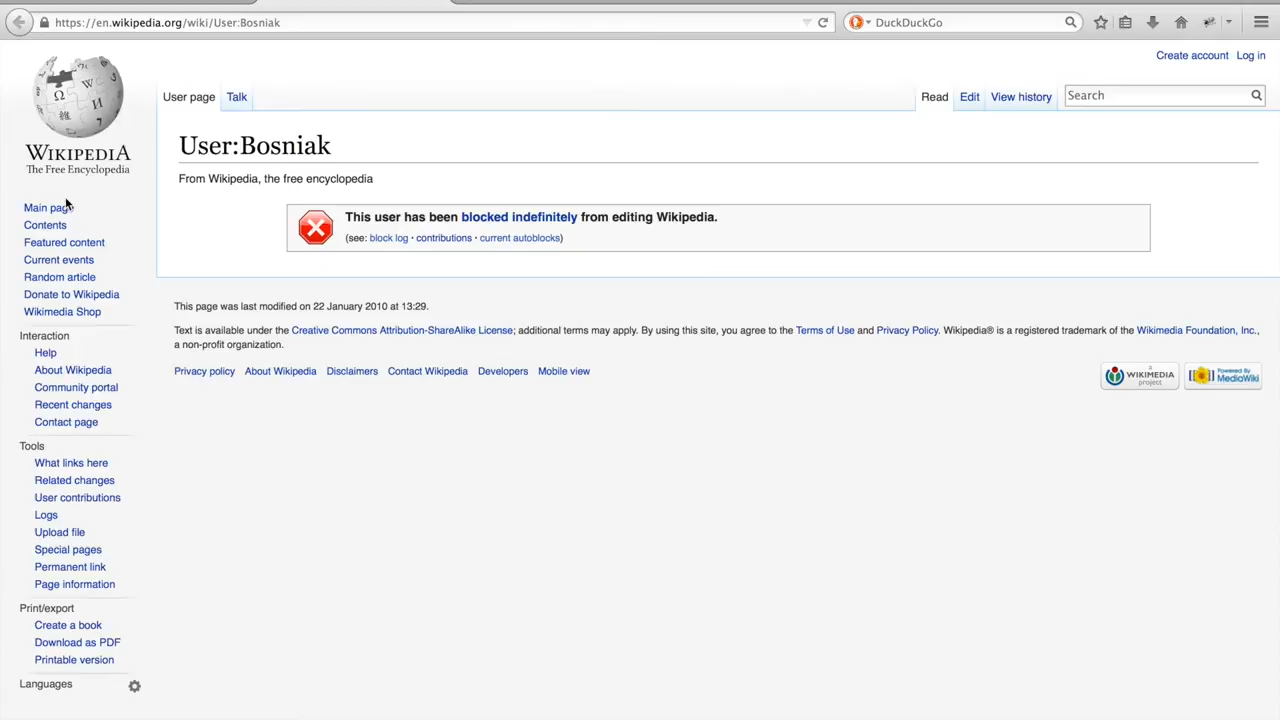 https://en.wikipedia.org/wiki/User:Bosniak
DuckDuckGo
Create account Log in
WIKIPEDIA
The Free Encyclopedia
User page Talk
Read Edit View history
Search
User:Bosniak
From Wikipedia, the free encyclopedia
This user has been blocked indefinitely from editing Wikipedia.
(see: block log · contributions · current autoblocks)
Main page
Contents
Featured content
Current events
Random article
Donate to Wikipedia
Wikimedia Shop
Interaction
Help
About Wikipedia
Community portal
Recent changes
Contact page
Tools
What links here
Related changes
User contributions
Logs
Upload file
Special pages
Permanent link
Page information
Print/export
Create a book
Download as PDF
Printable version
Languages
This page was last modified on 22 January 2010 at 13:29.
Text is available under the Creative Commons Attribution-ShareAlike License; additional terms may apply. By using this site, you agree to the Terms of Use and Privacy Policy. Wikipedia® is a registered trademark of the Wikimedia Foundation, Inc.,
a non-profit organization.
Privacy policy About Wikipedia Disclaimers Contact Wikipedia Developers Mobile view
a
WIKIMEDIA
project
Powered By
MediaWiki